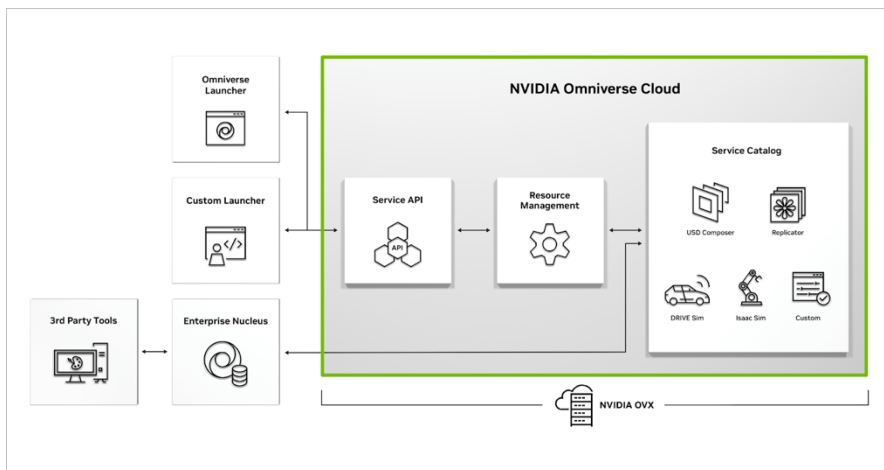 Omniverse
Launcher
NVIDIA Omniverse Cloud
Service Catalog
Custom Launcher
</>
Service API
API
Resource
Management
USD Composer
Replicator
3rd Party Tools
Enterprise Nucleus
DRIVE Sim
Isaac Sim
Custom
NVIDIA OVX